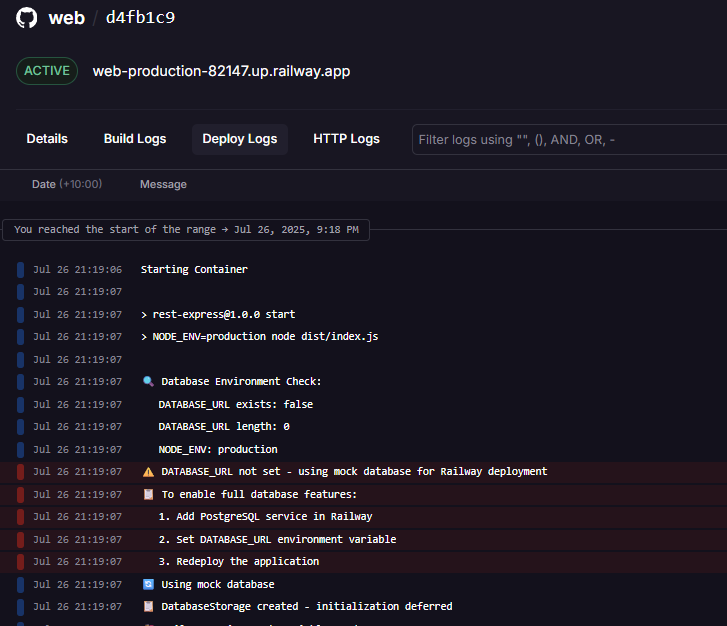 web / d4fb1c9
ACTIVE web-production-82147.up.railway.app
Details Build Logs Deploy Logs HTTP Logs Filter logs using "", (), AND, OR, -
Date (+10:00) Message
You reached the start of the range → Jul 26, 2025, 9:18 PM
Jul 26 21:19:06 Starting Container
Jul 26 21:19:07
Jul 26 21:19:07 > rest-express@1.0.0 start
Jul 26 21:19:07 > NODE_ENV=production node dist/index.js
Jul 26 21:19:07
Jul 26 21:19:07 🔍 Database Environment Check:
Jul 26 21:19:07 DATABASE_URL exists: false
Jul 26 21:19:07 DATABASE_URL length: 0
Jul 26 21:19:07 NODE_ENV: production
Jul 26 21:19:07 ⚠️ DATABASE_URL not set - using mock database for Railway deployment
Jul 26 21:19:07 📋 To enable full database features:
Jul 26 21:19:07 1. Add PostgreSQL service in Railway
Jul 26 21:19:07 2. Set DATABASE_URL environment variable
Jul 26 21:19:07 3. Redeploy the application
Jul 26 21:19:07 🔄 Using mock database
Jul 26 21:19:07 📋 DatabaseStorage created - initialization deferred